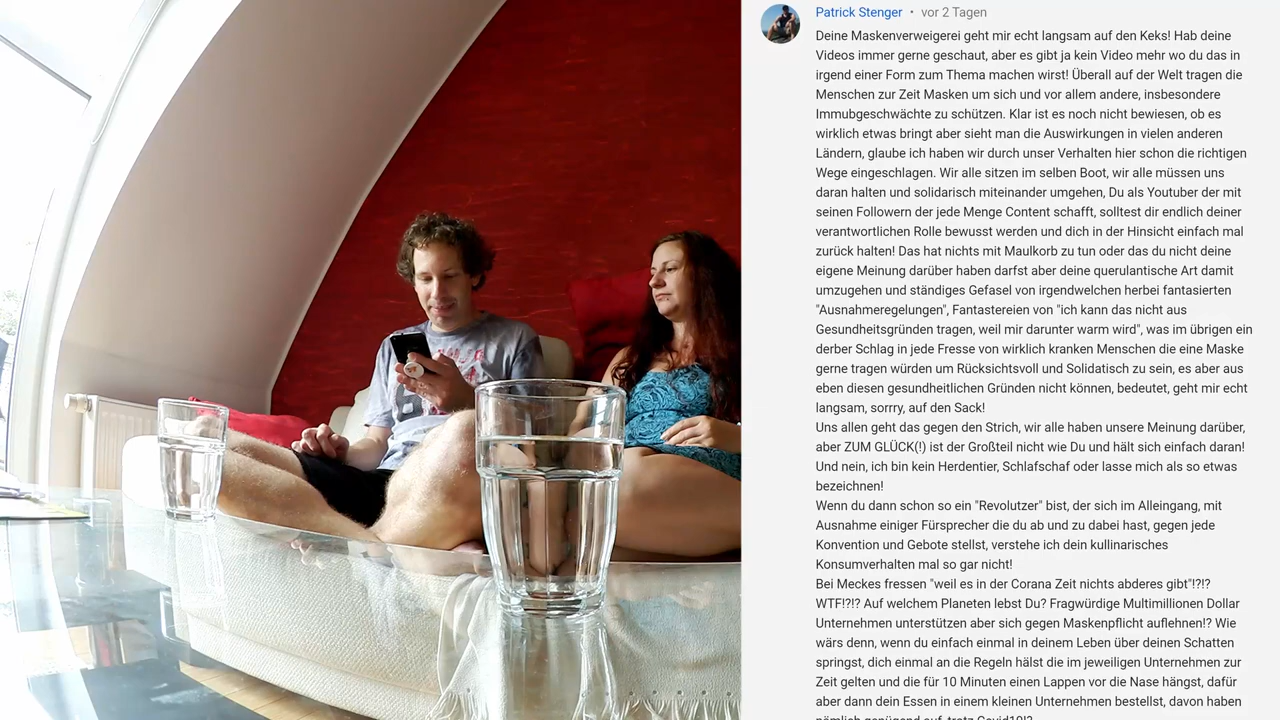 Patrick Stenger • vor 2 Tagen
Deine Maskenverweigerei geht mir echt langsam auf den Keks! Hab deine
Videos immer gerne geschaut, aber es gibt ja kein Video mehr wo du das in
irgend einer Form zum Thema machen wirst! Überall auf der Welt tragen die
Menschen zur Zeit Masken um sich und vor allem andere, insbesondere
Immubgeschwächte zu schützen. Klar ist es noch nicht bewiesen, ob es
wirklich etwas bringt aber sieht man die Auswirkungen in vielen anderen
Ländern, glaube ich haben wir durch unser Verhalten hier schon die richtigen
Wege eingeschlagen. Wir alle sitzen im selben Boot, wir alle müssen uns
daran halten und solidarisch miteinander umgehen, Du als Youtuber der mit
seinen Followern der jede Menge Content schafft, solltest dir endlich deiner
verantwortlichen Rolle bewusst werden und dich in der Hinsicht einfach mal
zurück halten! Das hat nichts mit Maulkorb zu tun oder das du nicht deine
eigene Meinung darüber haben darfst aber deine querulantische Art damit
umzugehen und ständiges Gefasel von irgendwelchen herbei fantasierten
"Ausnahmeregelungen", Fantastereien von "ich kann das nicht aus
Gesundheitsgründen tragen, weil mir darunter warm wird", was im übrigen ein
derber Schlag in jede Fresse von wirklich kranken Menschen die eine Maske
gerne tragen würden um Rücksichtsvoll und Solidatisch zu sein, es aber aus
eben diesen gesundheitlichen Gründen nicht können, bedeutet, geht mir echt
langsam, sorrry, auf den Sack!
Uns allen geht das gegen den Strich, wir alle haben unsere Meinung darüber,
aber ZUM GLÜCK(!) ist der Großteil nicht wie Du und hält sich einfach daran!
Und nein, ich bin kein Herdentier, Schlafschaf oder lasse mich als so etwas
bezeichnen!
Wenn du dann schon so ein "Revolutzer" bist, der sich im Alleingang, mit
Ausnahme einiger Fürsprecher die du ab und zu dabei hast, gegen jede
Konvention und Gebote stellst, verstehe ich dein kullinarisches
Konsumverhalten mal so gar nicht!
Bei Meckes fressen "weil es in der Corana Zeit nichts abderes gibt"!?!?
WTF!?!? Auf welchem Planeten lebst Du? Fragwürdige Multimillionen Dollar
Unternehmen unterstützen aber sich gegen Maskenpflicht auflehnen!? Wie
wärs denn, wenn du einfach einmal in deinem Leben über deinen Schatten
springst, dich einmal an die Regeln hälst die im jeweiligen Unternehmen zur
Zeit gelten und die für 10 Minuten einen Lappen vor die Nase hängst, dafür
aber dann dein Essen in einem kleinen Unternehmen bestellst, davon haben
nämlich genügend auf, trotz Covid19!?